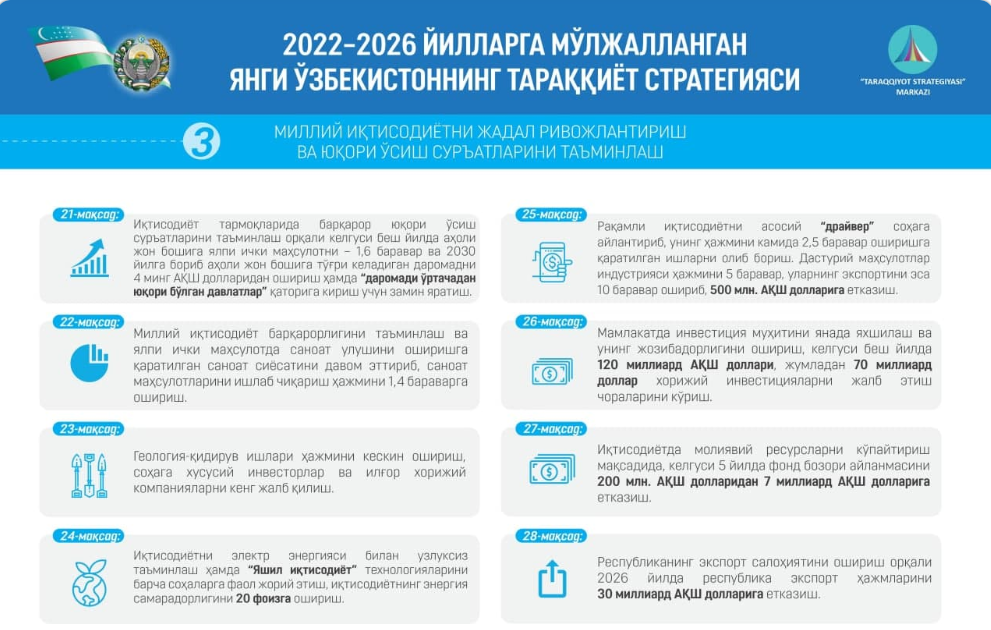 2022-2026 ЙИЛЛАРГА МЎЛЖАЛЛАНГАН
ЯНГИ ЎЗБЕКИСТОННИНГ ТАРАҚҚИЁТ СТРАТЕГИЯСИ
"TARAQQIYOT STRATEGIYASI"
MARKAZI
3
МИЛЛИЙ ИҚТИСОДИЁТНИ ЖАДАЛ РИВОЖЛАНТИРИШ
ВА ЮҚОРИ ЎСИШ СУРЪАТЛАРИНИ ТАЪМИНЛАШ
21-мақсад:
Иқтисодиёт тармоқларида барқарор юқори ўсиш
суръатларини таъминлаш орқали келгуси беш йилда аҳоли
жон бошига ялпи ички маҳсулотни – 1,6 баравар ва 2030
йилга бориб аҳоли жон бошига тўғри келадиган даромадни
4 минг АҚШ долларидан ошириш ҳамда "даромади ўртачадан
юқори бўлган давлатлар" қаторига кириш учун замин яратиш.
22-мақсад:
Миллий иқтисодиёт барқарорлигини таъминлаш ва
ялпи ички маҳсулотда саноат улушини оширишга
қаратилган саноат сиёсатини давом эттириб, саноат
маҳсулотларини ишлаб чиқариш ҳажмини 1,4 бараварга
ошириш.
23-мақсад:
Геология-қидирув ишлари ҳажмини кескин ошириш,
соҳага хусусий инвесторлар ва илғор хорижий
компанияларни кенг жалб қилиш.
24-мақсад:
Иқтисодиётни электр энергияси билан узлуксиз
таъминлаш ҳамда "Яшил иқтисодиёт" технологияларини
барча соҳаларга фаол жорий этиш, иқтисодиётнинг энергия
самарадорлигини 20 фоизга ошириш.
25-мақсад:
Рақамли иқтисодиётни асосий "драйвер" соҳага
айлантириб, унинг ҳажмини камида 2,5 баравар оширишга
қаратилган ишларни олиб бориш. Дастурий маҳсулотлар
индустрияси ҳажмини 5 баравар, уларнинг экспортини эса
10 баравар ошириб, 500 млн. АҚШ долларига етказиш.
26-мақсад:
Мамлакатда инвестиция муҳитини янада яхшилаш ва
унинг жозибадорлигини ошириш, келгуси беш йилда
120 миллиард АҚШ доллари, жумладан 70 миллиард
доллар хорижий инвестицияларни жалб этиш
чораларини кўриш.
27-мақсад:
Иқтисодиётда молиявий ресурсларни кўпайтириш
мақсадида, келгуси 5 йилда фонд бозори айланмасини
200 млн. АҚШ долларидан 7 миллиард АҚШ долларига
етказиш.
28-мақсад:
Республиканинг экспорт салоҳиятини ошириш орқали
2026 йилда республика экспорт ҳажмларини
30 миллиард АҚШ долларига етказиш.